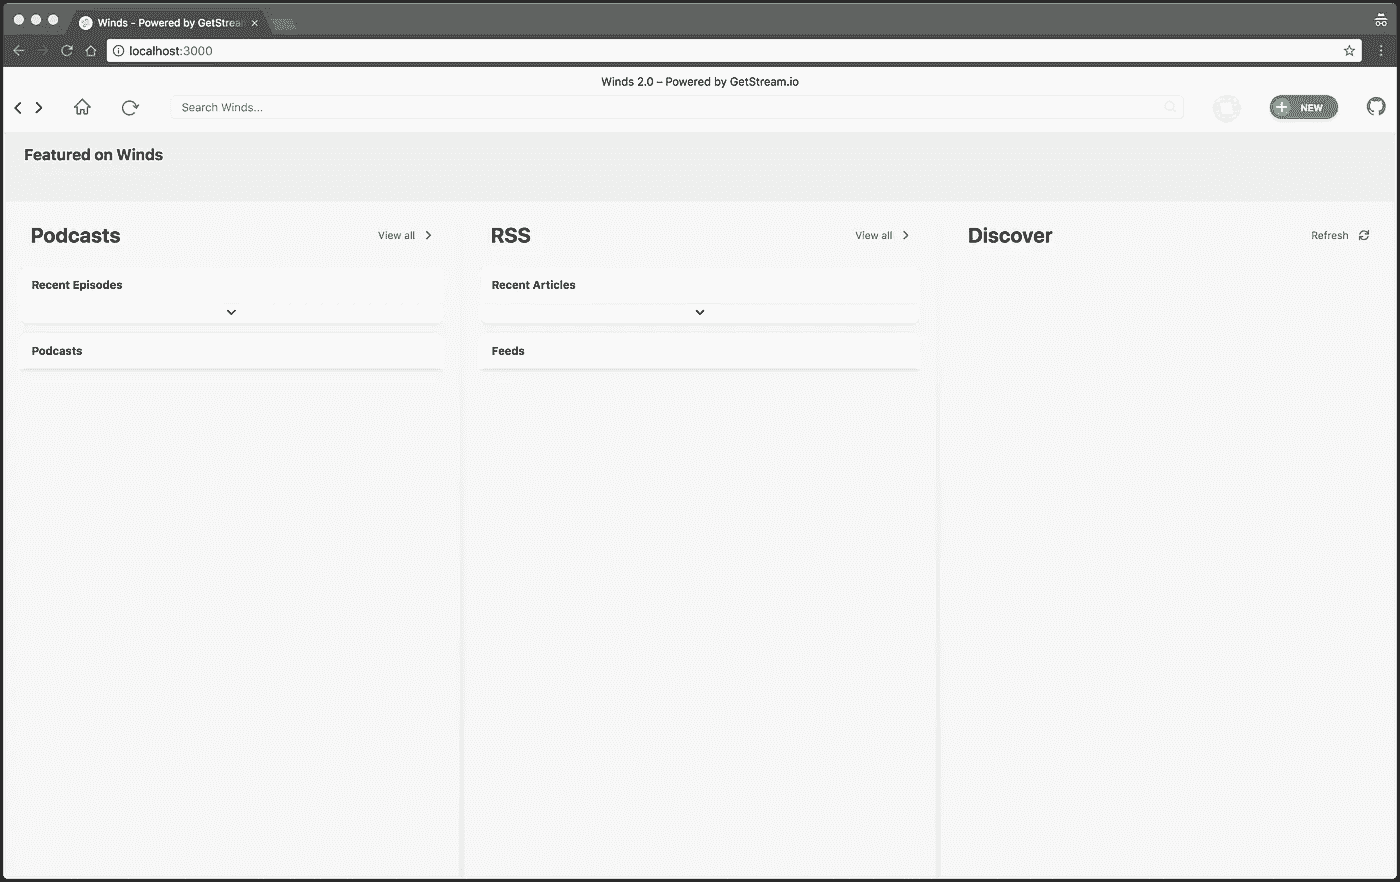 Winds - Powered by GetStrea
localhost:3000
Winds 2.0 – Powered by GetStream.io
Search Winds...
NEW
Featured on Winds
Podcasts
View all
Recent Episodes
Podcasts
RSS
View all
Recent Articles
Feeds
Discover
Refresh